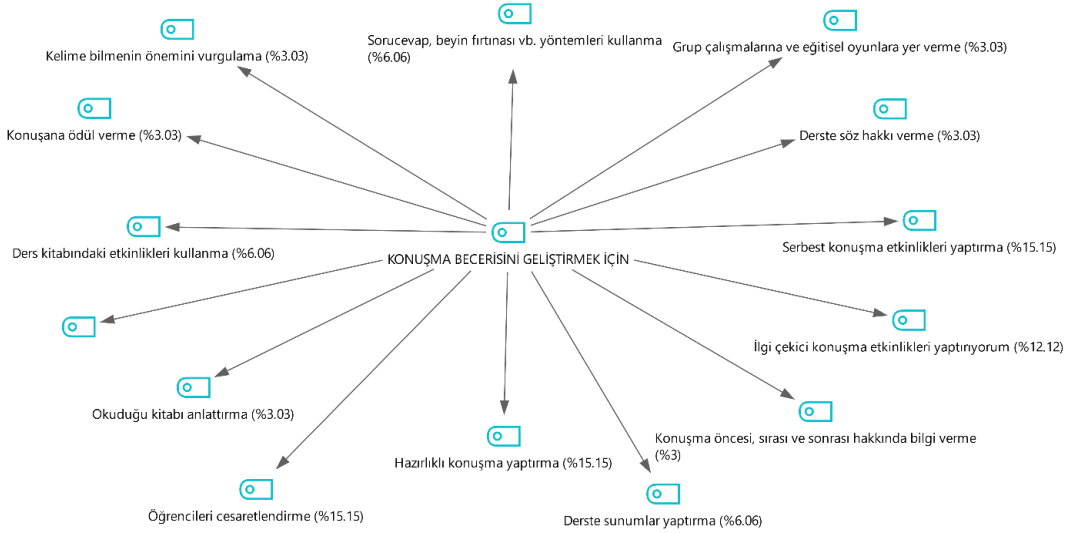 Sorucevap, beyin fırtınası vb. yöntemleri kullanma
(%6.06)
Grup çalışmalarına ve eğitisel oyunlara yer verme (%3.03)
Kelime bilmenin önemini vurgulama (%3.03)
Konuşana ödül verme (%3.03)
Derste söz hakkı verme (%3.03)
Ders kitabındaki etkinlikleri kullanma (%6.06)
Serbest konuşma etkinlikleri yaptırma (%15.15)
KONUŞMA BECERİSİNİ GELİŞTİRMEK İÇİN
İlgi çekici konuşma etkinlikleri yaptırıyorum (%12.12)
Okuduğu kitabı anlattırma (%3.03)
Konuşma öncesi, sırası ve sonrası hakkında bilgi verme
(%3)
Hazırlıklı konuşma yaptırma (%15.15)
Öğrencileri cesaretlendirme (%15.15)
Derste sunumlar yaptırma (%6.06)